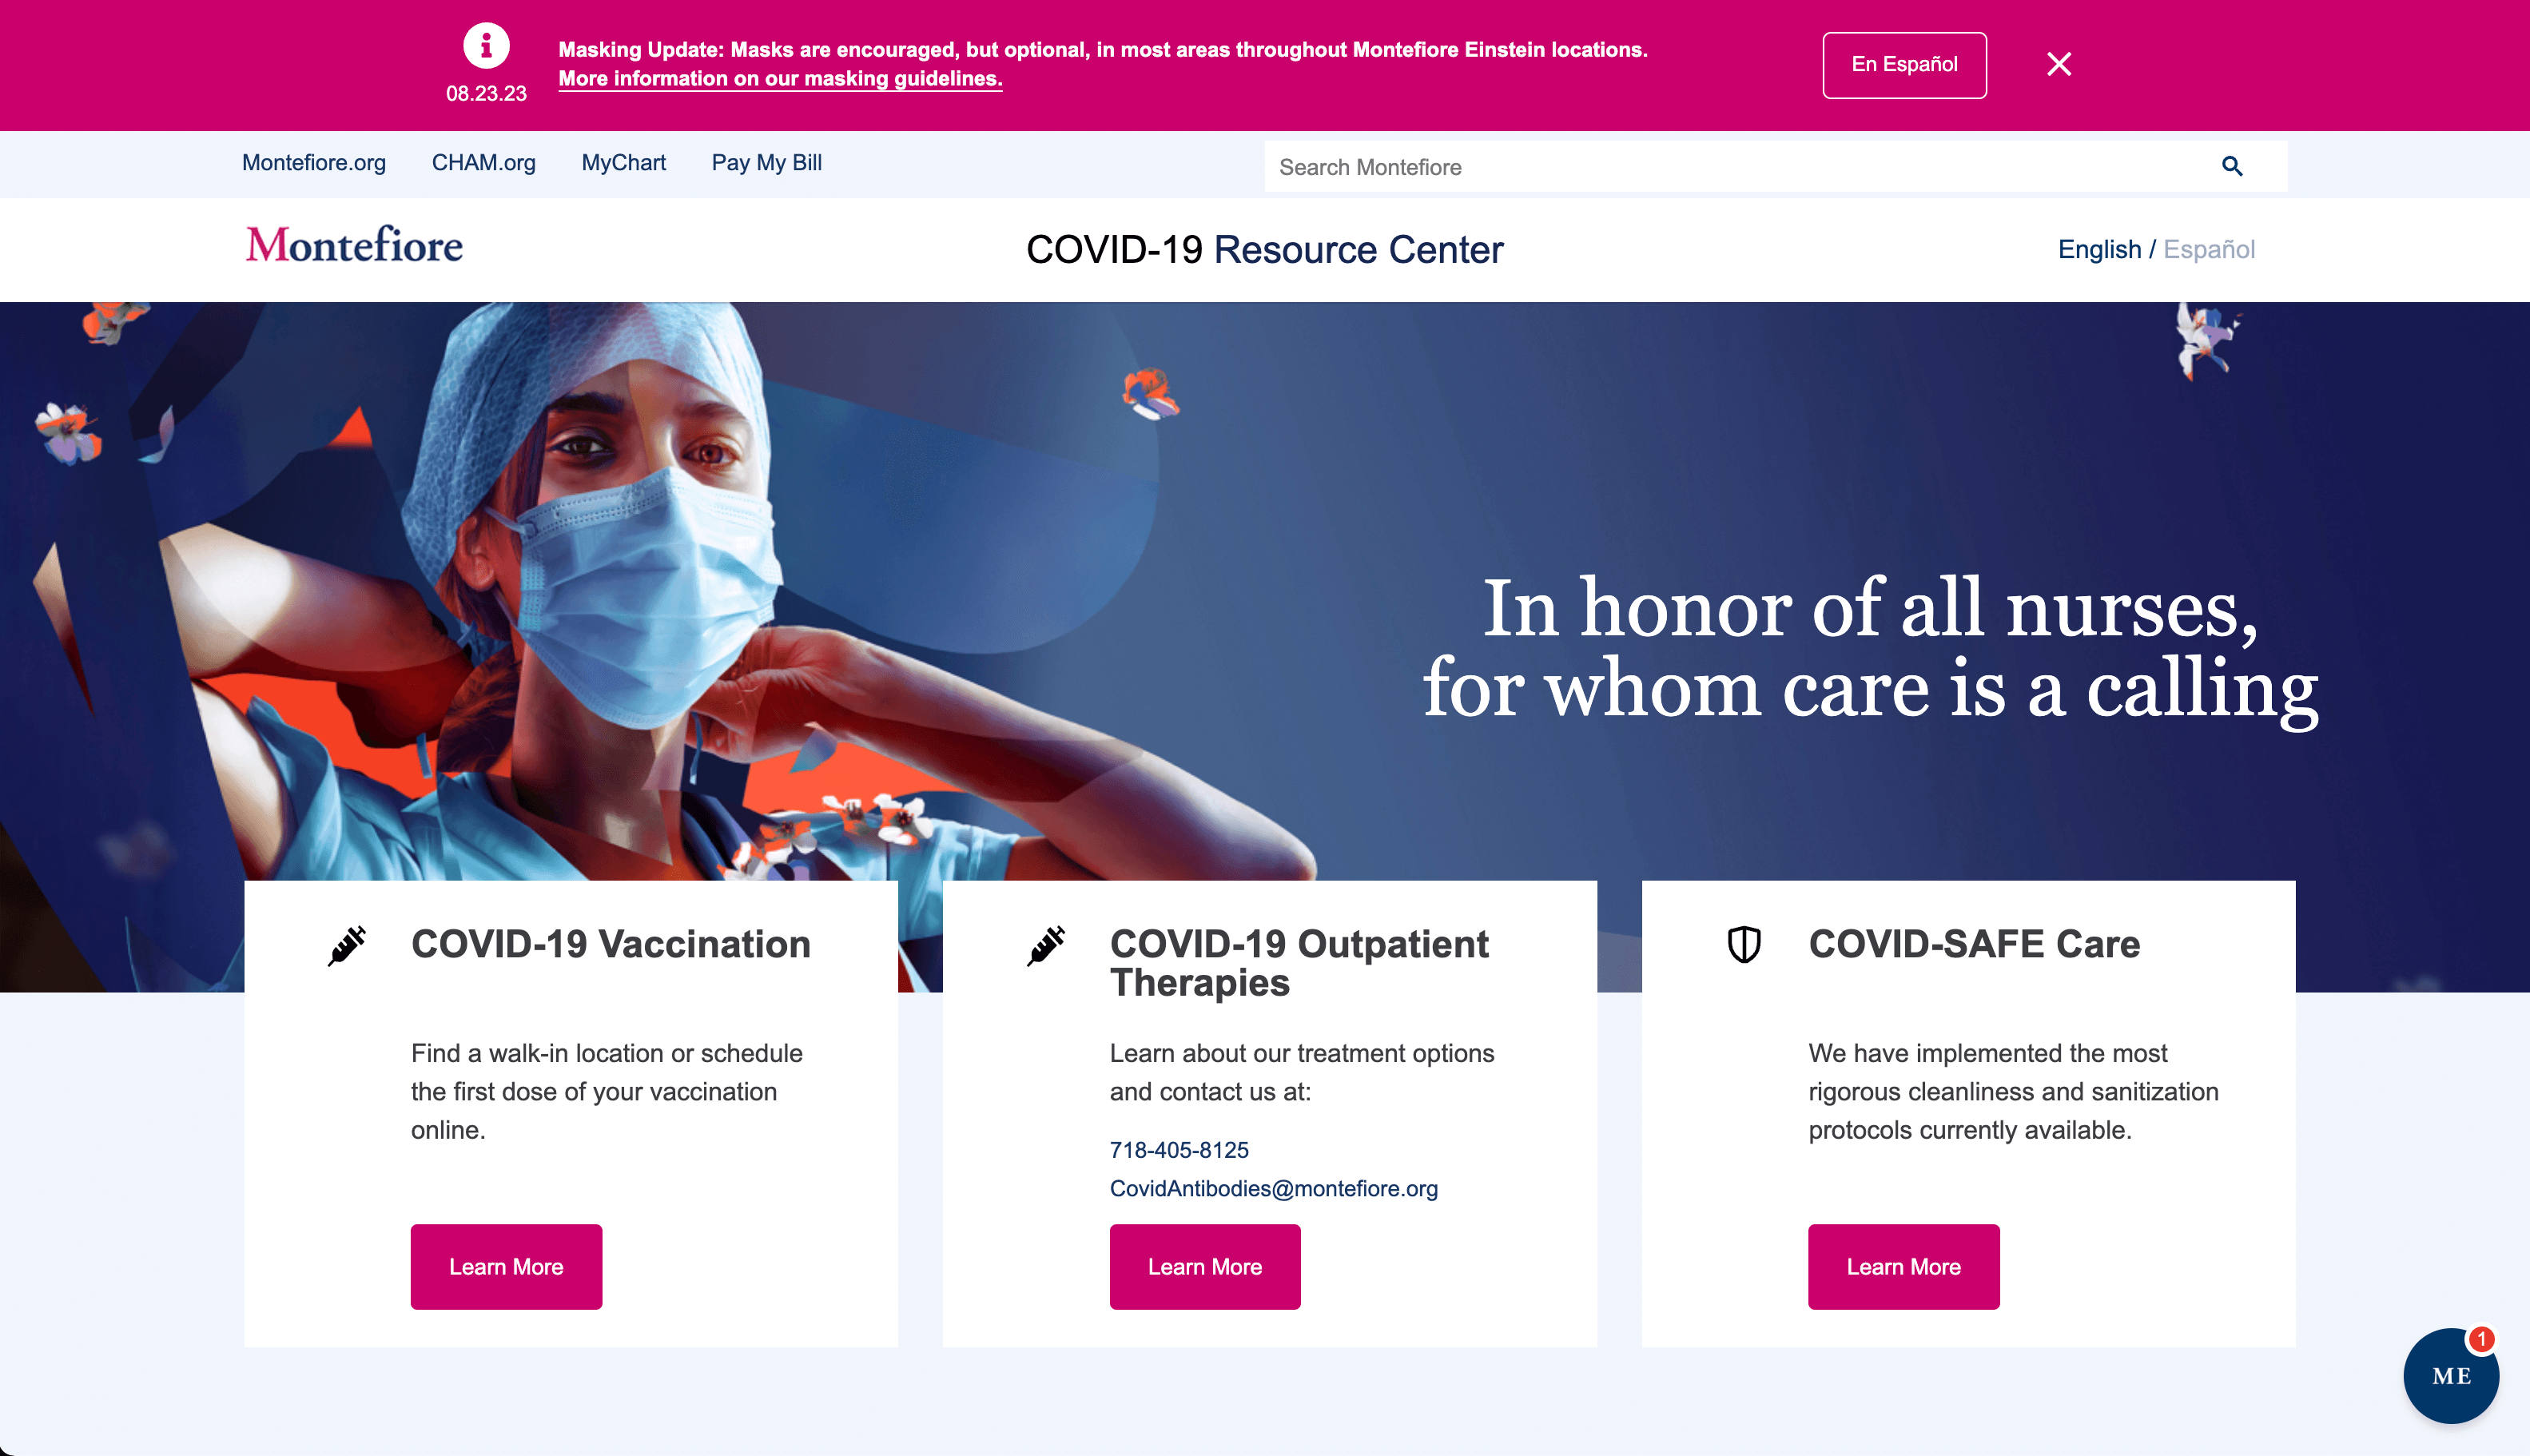 Masking Update: Masks are encouraged, but optional, in most areas throughout Montefiore Einstein locations.
More information on our masking guidelines.
08.23.23
En Español
Montefiore.org
CHAM.org
MyChart
Pay My Bill
Search Montefiore
Montefiore
COVID-19 Resource Center
English / Español
In honor of all nurses,
for whom care is a calling
COVID-19 Vaccination
Find a walk-in location or schedule
the first dose of your vaccination
online.
Learn More
COVID-19 Outpatient
Therapies
Learn about our treatment options
and contact us at:
718-405-8125
CovidAntibodies@montefiore.org
Learn More
COVID-SAFE Care
We have implemented the most
rigorous cleanliness and sanitization
protocols currently available.
Learn More
1
ME